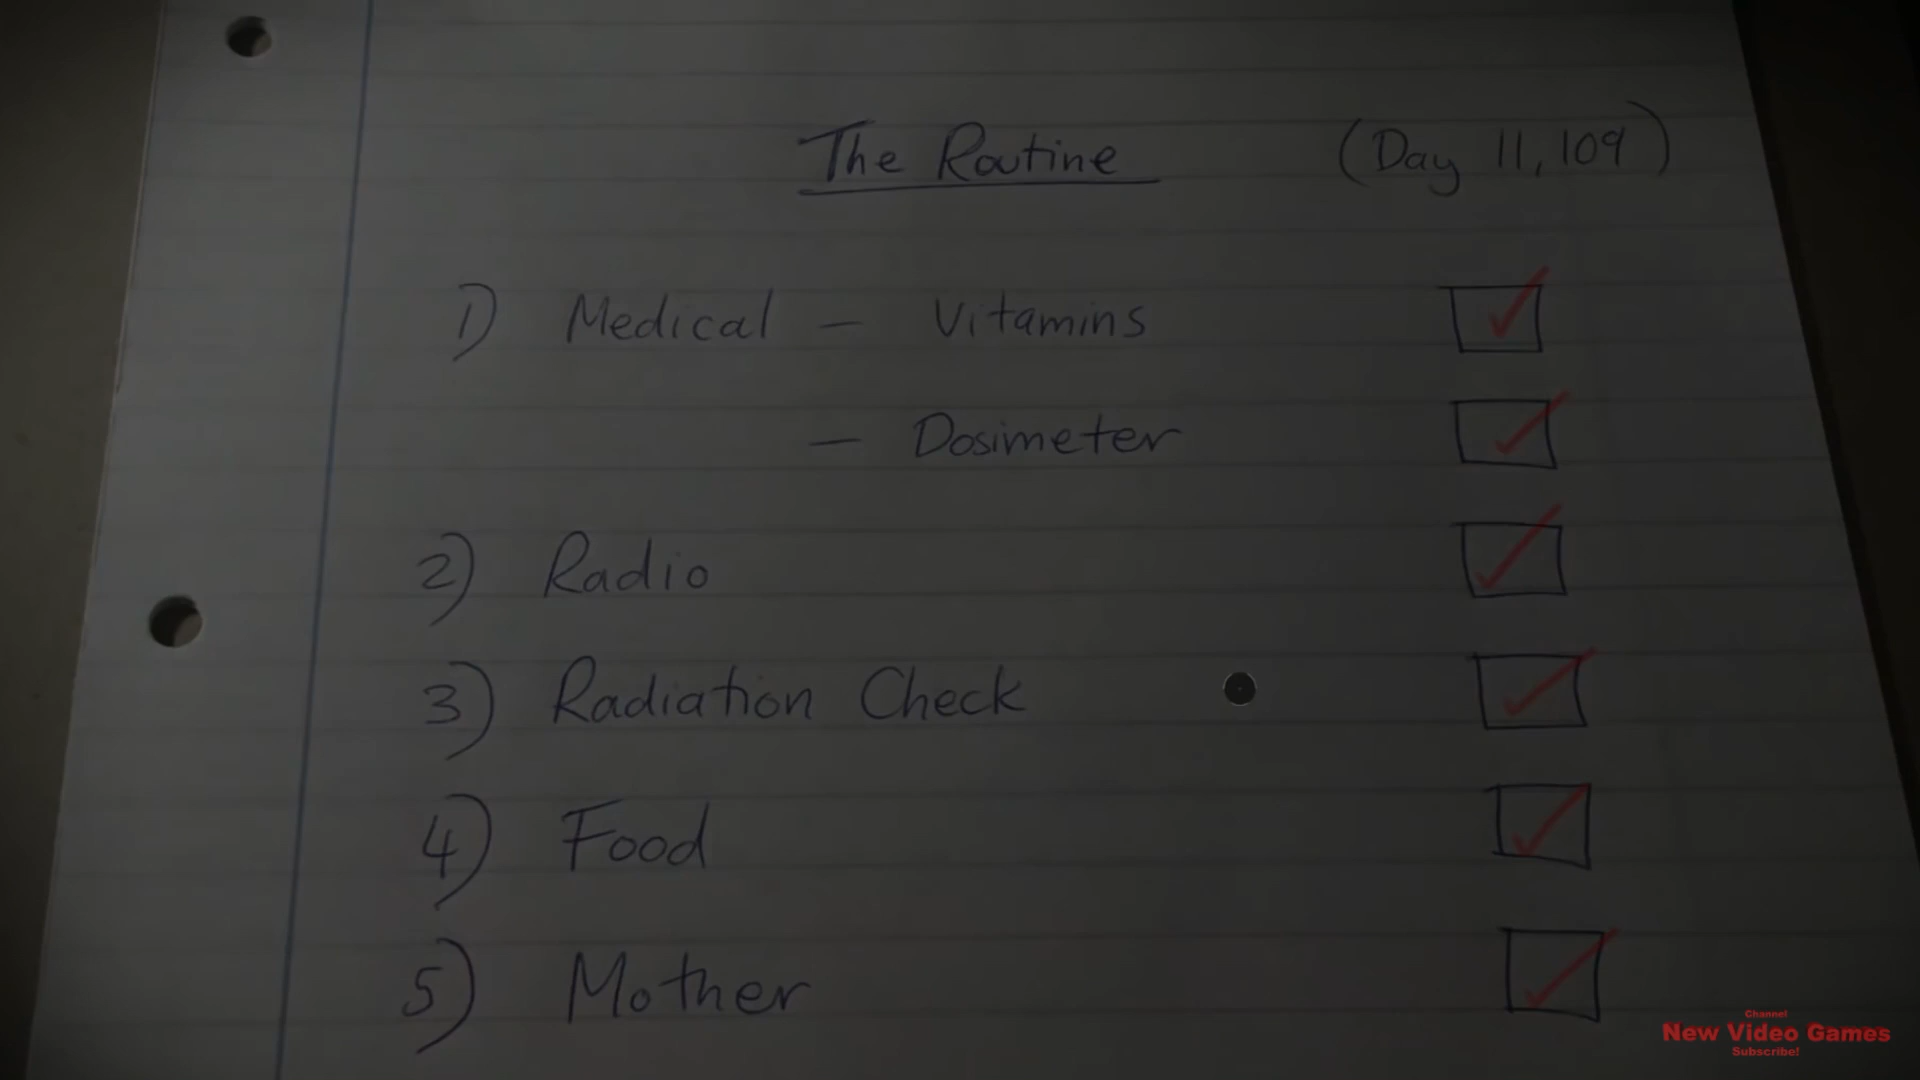 The Routine (Day 11,109)
1) Medical - Vitamins
- Dosimeter
2) Radio
3) Radiation Check
4) Food
5) Mother
Channel
New Video Games
Subscribe!